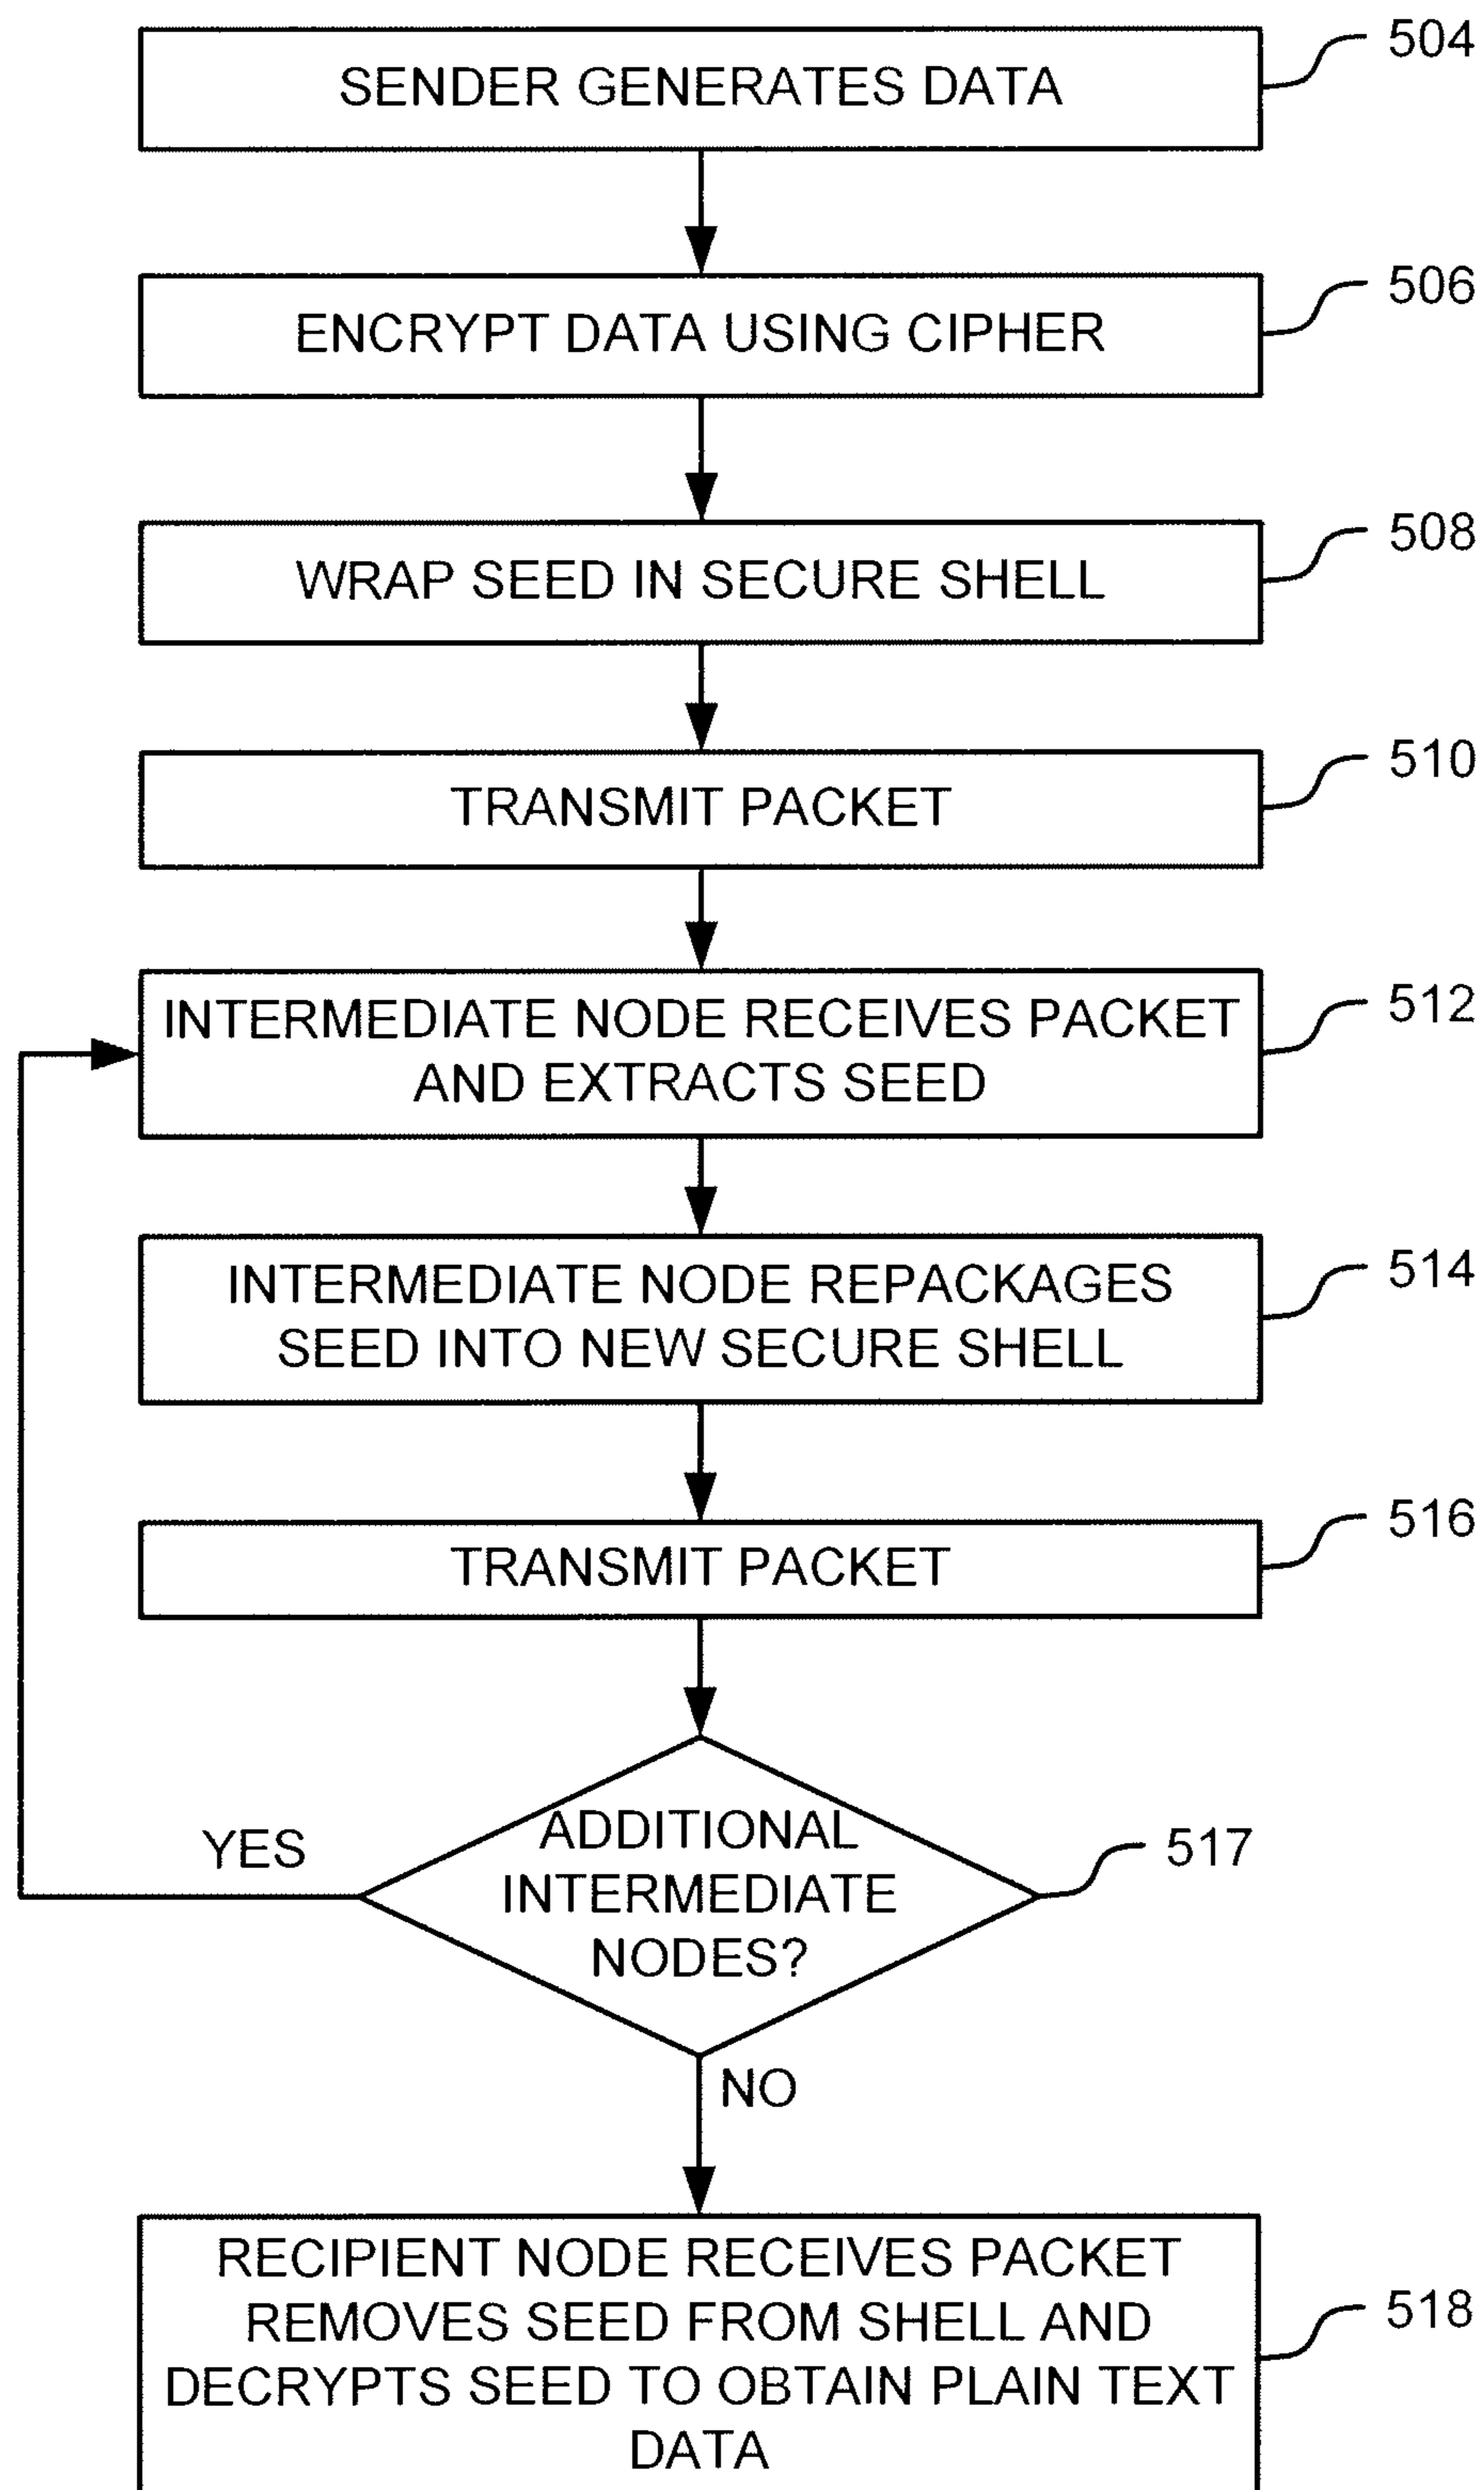 504
SENDER GENERATES DATA
506
ENCRYPT DATA USING CIPHER
508
WRAP SEED IN SECURE SHELL
510
TRANSMIT PACKET
512
INTERMEDIATE NODE RECEIVES PACKET
AND EXTRACTS SEED
514
INTERMEDIATE NODE REPACKAGES
SEED INTO NEW SECURE SHELL
516
TRANSMIT PACKET
517
ADDITIONAL
INTERMEDIATE
NODES?
YES
NO
518
RECIPIENT NODE RECEIVES PACKET
REMOVES SEED FROM SHELL AND
DECRYPTS SEED TO OBTAIN PLAIN TEXT
DATA